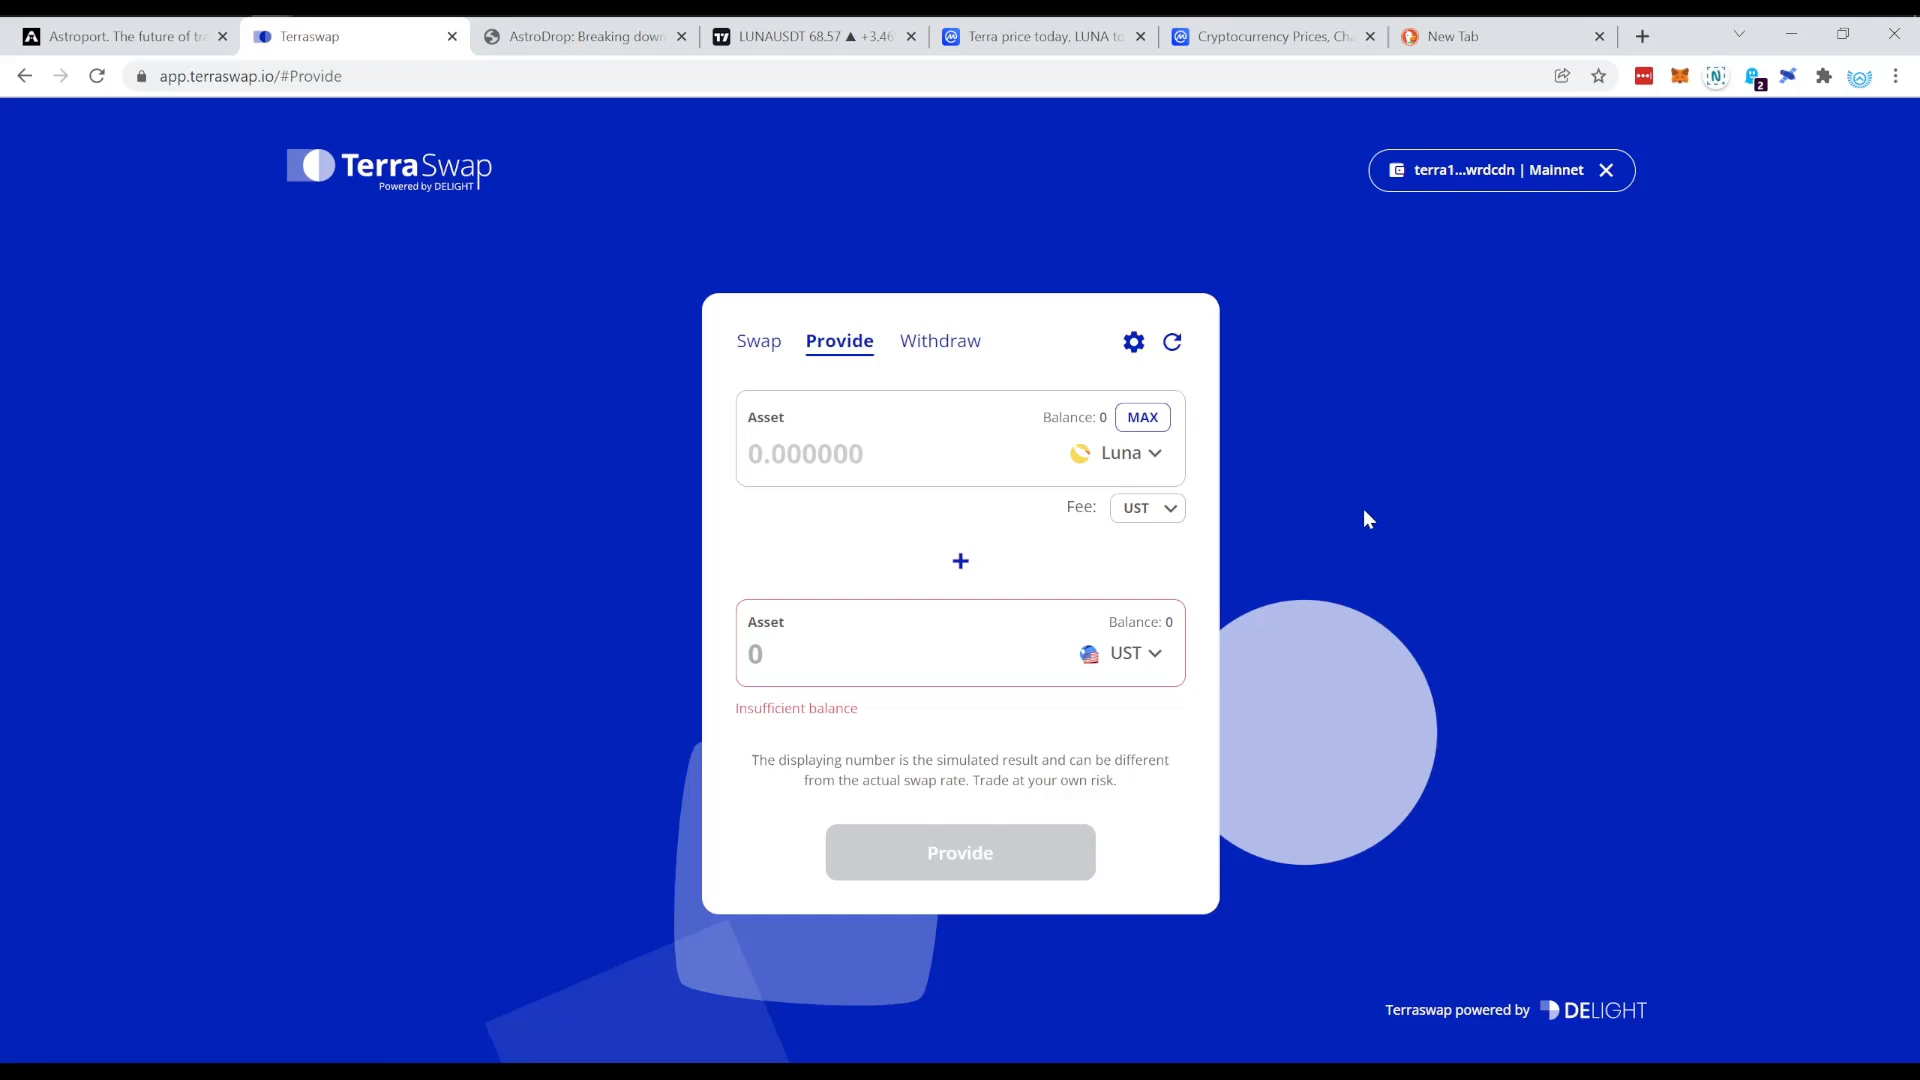 Astroport. The future of tra
Terraswap
AstroDrop: Breaking down
LUNAUSDT 68.57 ▲ +3.46
Terra price today, LUNA to
Cryptocurrency Prices, Cha
New Tab
app.terraswap.io/#Provide
2
TerraSwap
Powered by DELIGHT
terra1...wrdcdn | Mainnet
Swap Provide Withdraw
Asset Balance: 0 MAX
0.000000 Luna
Fee: UST
+
Asset Balance: 0
0 UST
Insufficient balance
The displaying number is the simulated result and can be different
from the actual swap rate. Trade at your own risk.
Provide
Terraswap powered by DELIGHT